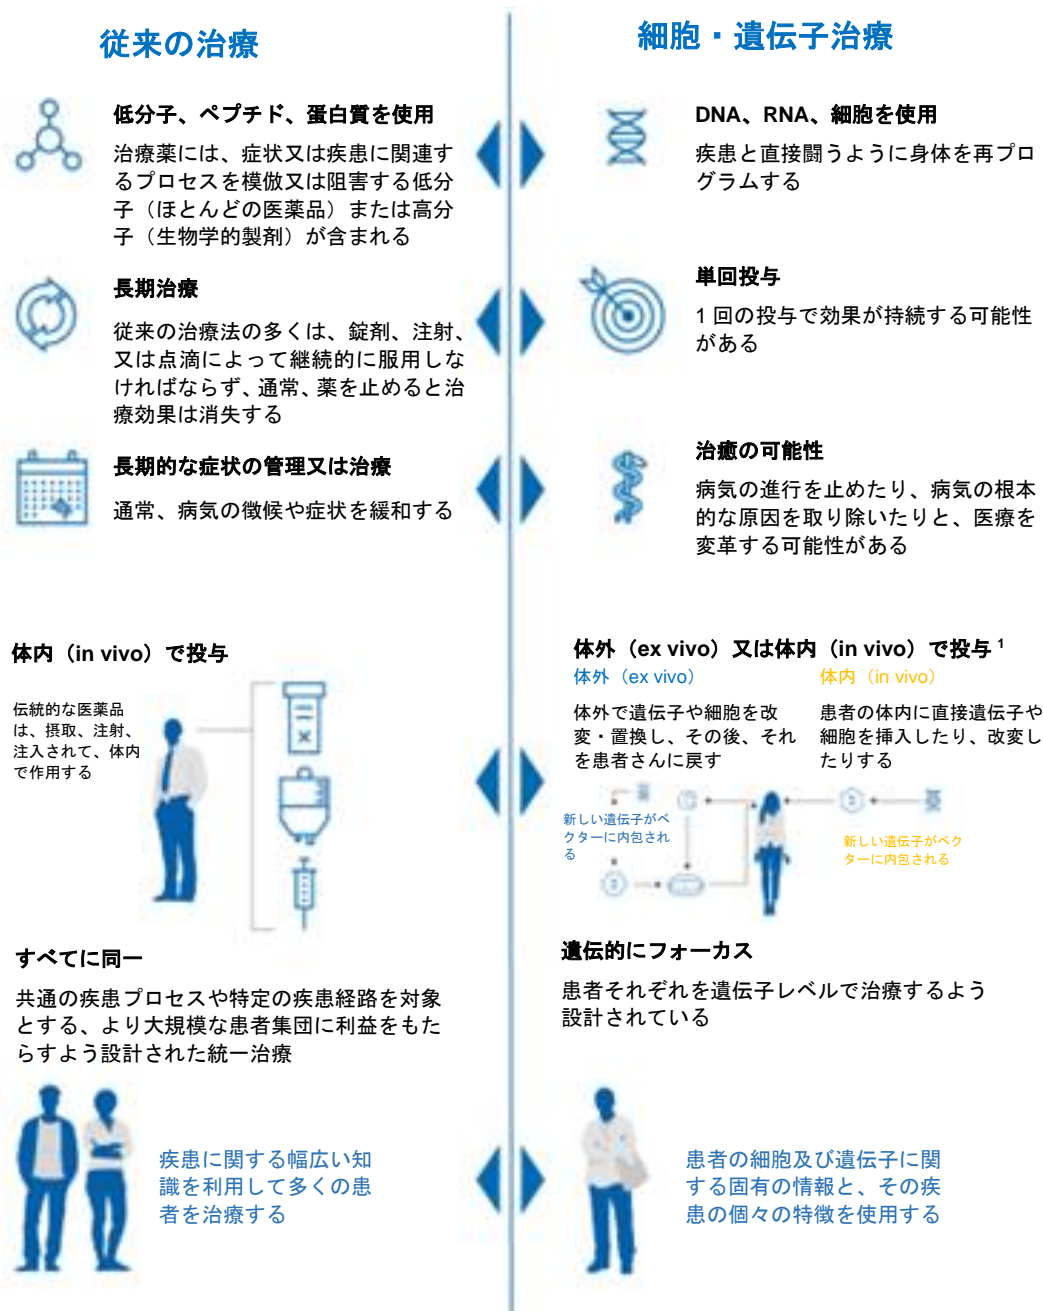 従来の治療
細胞・遺伝子治療
低分子、ペプチド、蛋白質を使用
治療薬には、症状又は疾患に関連す
るプロセスを模倣又は阻害する低分
子（ほとんどの医薬品）または高分
子（生物学的製剤）が含まれる
DNA、RNA、細胞を使用
疾患と直接闘うように身体を再プロ
グラムする
長期治療
従来の治療法の多くは、錠剤、注射、
又は点滴によって継続的に服用しな
ければならず、通常、薬を止めると治
療効果は消失する
単回投与
1 回の投与で効果が持続する可能性
がある
長期的な症状の管理又は治療
通常、病気の徴候や症状を緩和する
治癒の可能性
病気の進行を止めたり、病気の根本
的な原因を取り除いたりと、医療を
変革する可能性がある
体内（in vivo）で投与
伝統的な医薬品
は、摂取、注射、
注入されて、体内
で作用する
体外（ex vivo）又は体内（in vivo）で投与 1
体外（ex vivo）
体外で遺伝子や細胞を改
変・置換し、その後、それ
を患者さんに戻す
新しい遺伝子がベ
クターに内包され
る
体内（in vivo）
患者の体内に直接遺伝子や
細胞を挿入したり、改変し
たりする
新しい遺伝子がベク
ターに内包される
すべてに同一
共通の疾患プロセスや特定の疾患経路を対象
とする、より大規模な患者集団に利益をもた
らすよう設計された統一治療
遺伝的にフォーカス
患者それぞれを遺伝子レベルで治療するよう
設計されている
疾患に関する幅広い知
識を利用して多くの患
者を治療する
患者の細胞及び遺伝子に関
する固有の情報と、その疾
患の個々の特徴を使用する